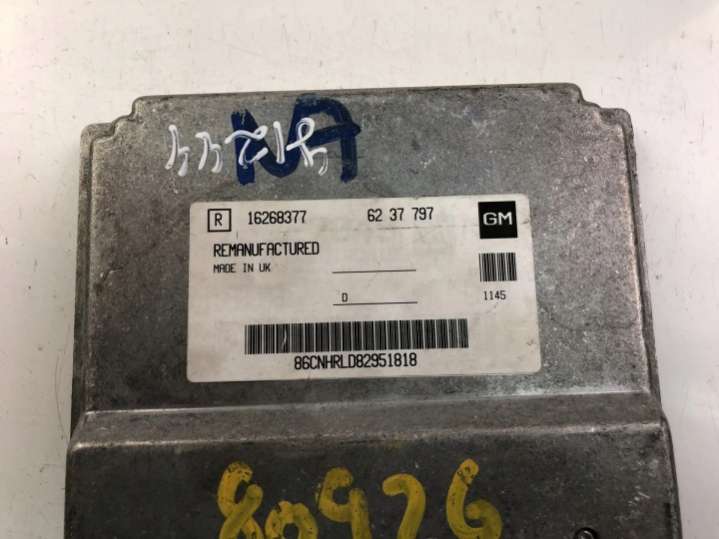 NA
R 16268377 62 37 797 GM
REMANUFACTURED
MADE IN UK
D
1145
86CNHRLD82951818
80926